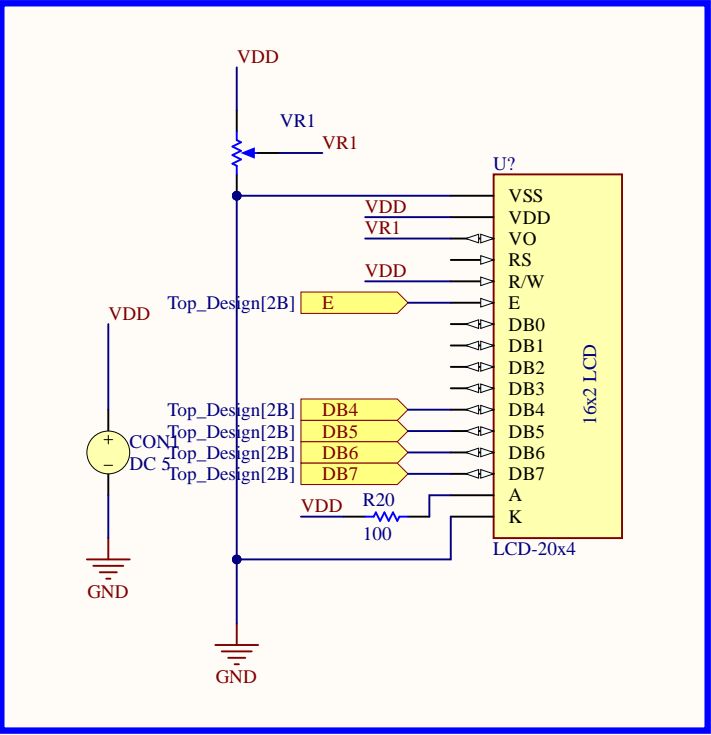 VDD
VR1
VR1
U?
VSS
VDD VDD
VR1 VO
RS
VDD R/W
Top_Design[2B] E E
DB0
VDD
DB1
DB2
16x2 LCD
DB3
Top_Design[2B] DB4 DB4
Top_Design[2B] DB5 DB5
CON1
Top_Design[2B] DB6 DB6
DC 5
Top_Design[2B] DB7 DB7
R20
A
VDD
K
100
LCD-20x4
GND
GND